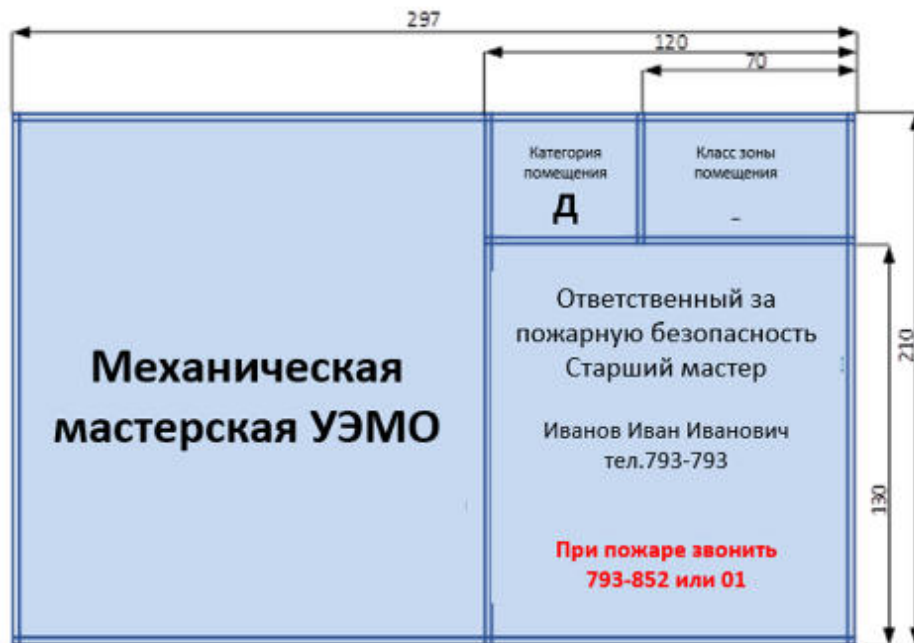 297
120
70
Категория
помещения
Д
Класс зоны
помещения
-
Механическая
мастерская УЭМО
Ответственный за
пожарную безопасность
Старший мастер
Иванов Иван Иванович
тел.793-793
При пожаре звонить
793-852 или 01
210
130